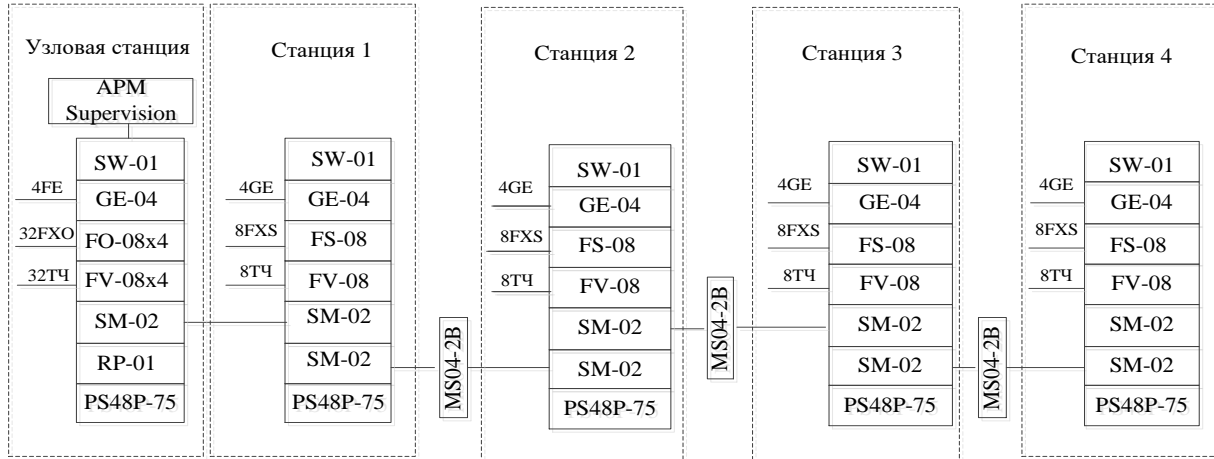 Узловая станция
АРМ
Supervision
SW-01
4FE
GE-04
32FXO
FO-08x4
32ТЧ
FV-08x4
SM-02
RP-01
PS48P-75
Станция 1
SW-01
4GE
GE-04
8FXS
FS-08
8ТЧ
FV-08
SM-02
SM-02
PS48P-75
MS04-2B
Станция 2
SW-01
4GE
GE-04
8FXS
FS-08
8ТЧ
FV-08
SM-02
SM-02
PS48P-75
MS04-2B
Станция 3
SW-01
4GE
GE-04
8FXS
FS-08
8ТЧ
FV-08
SM-02
SM-02
PS48P-75
MS04-2B
Станция 4
SW-01
4GE
GE-04
8FXS
FS-08
8ТЧ
FV-08
SM-02
SM-02
PS48P-75